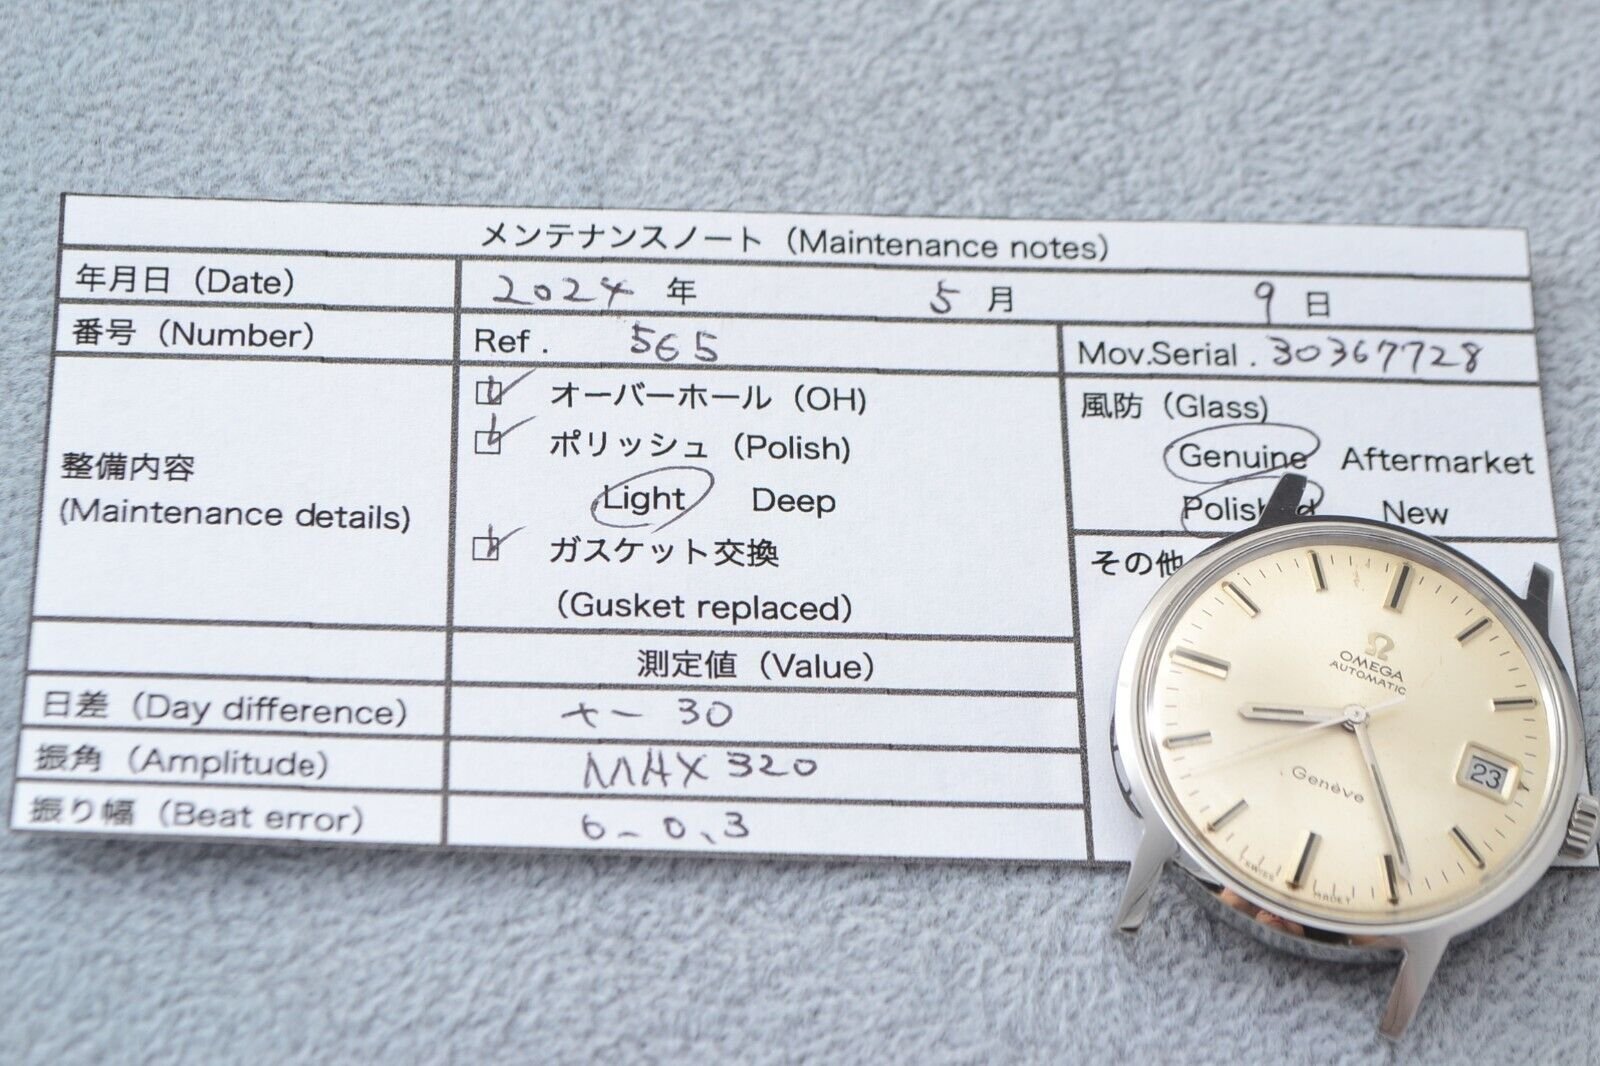 メンテナンスノート（Maintenance notes）
年月日（Date） 2024 年 5 月 9 日
番号（Number） Ref . 565 Mov.Serial . 30367728
整備内容
(Maintenance details)
オーバーホール（OH)
ポリッシュ（Polish)
Light Deep
ガスケット交換
（Gusket replaced）
風防（Glass)
Genuine Aftermarket
New
その他
測定値（Value）
日差（Day difference） +- 30
振角（Amplitude） MAX 320
振り幅（Beat error） 0-0.3
Ω
OMEGA
AUTOMATIC
Genève
23
T SWISS MADE T